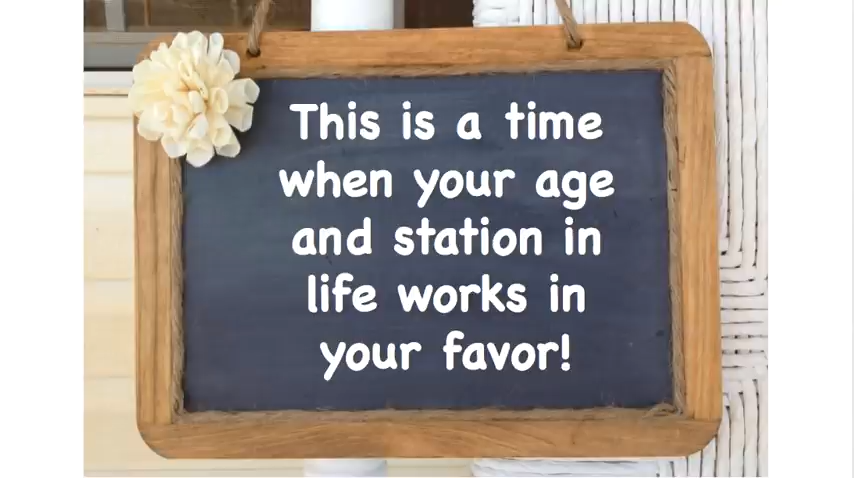 This is a time
when your age
and station in
life works in
your favor!